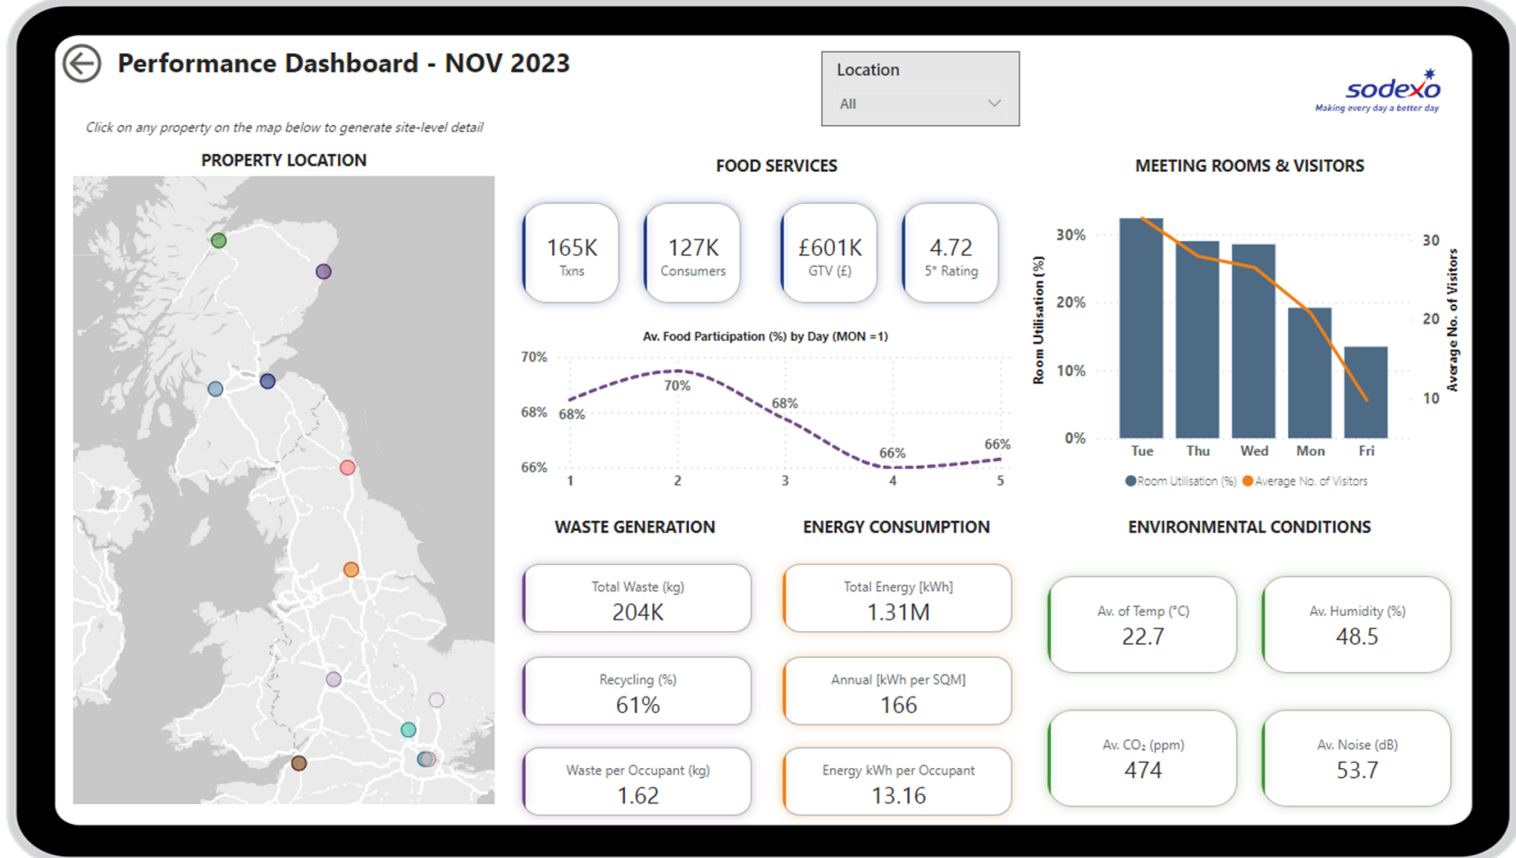 Performance Dashboard - NOV 2023
Location
All
sodexo
Making every day a better day
Click on any property on the map below to generate site-level detail
PROPERTY LOCATION
FOOD SERVICES
165K
Txns
127K
Consumers
£601K
GTV (£)
4.72
5* Rating
Av. Food Participation (%) by Day (MON =1)
70%
68%
66%
68%
70%
68%
66%
66%
1 2 3 4 5
MEETING ROOMS & VISITORS
Room Utilisation (%)
30%
20%
10%
0%
30
20
10
Average No. of Visitors
Tue Thu Wed Mon Fri
Room Utilisation (%) Average No. of Visitors
WASTE GENERATION
Total Waste (kg)
204K
Recycling (%)
61%
Waste per Occupant (kg)
1.62
ENERGY CONSUMPTION
Total Energy [kWh]
1.31M
Annual [kWh per SQM]
166
Energy kWh per Occupant
13.16
ENVIRONMENTAL CONDITIONS
Av. of Temp (°C)
22.7
Av. Humidity (%)
48.5
Av. CO₂ (ppm)
474
Av. Noise (dB)
53.7